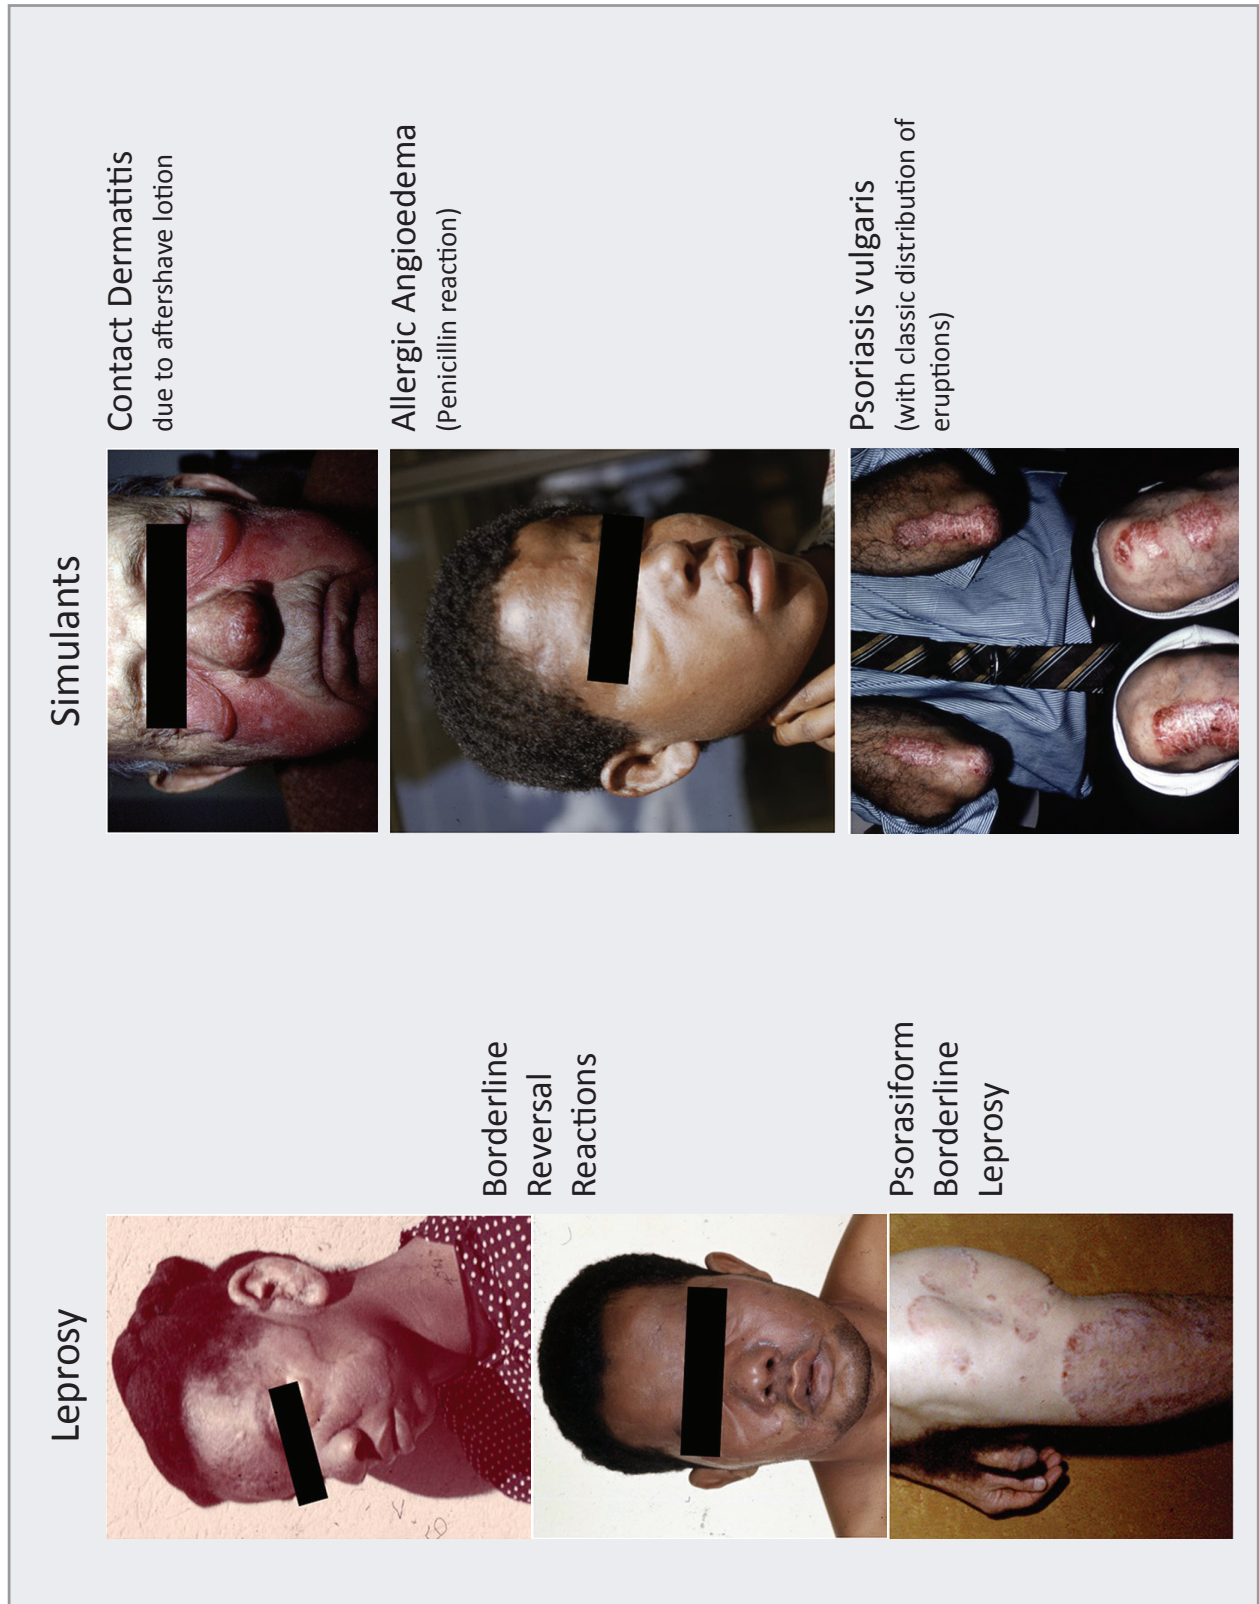 Leprosy
Simulants
Borderline
Reversal
Reactions
Contact Dermatitis
due to aftershave lotion
Allergic Angioedema
(Penicillin reaction)
Psorasiform
Borderline
Leprosy
Psoriasis vulgaris
(with classic distribution of
eruptions)